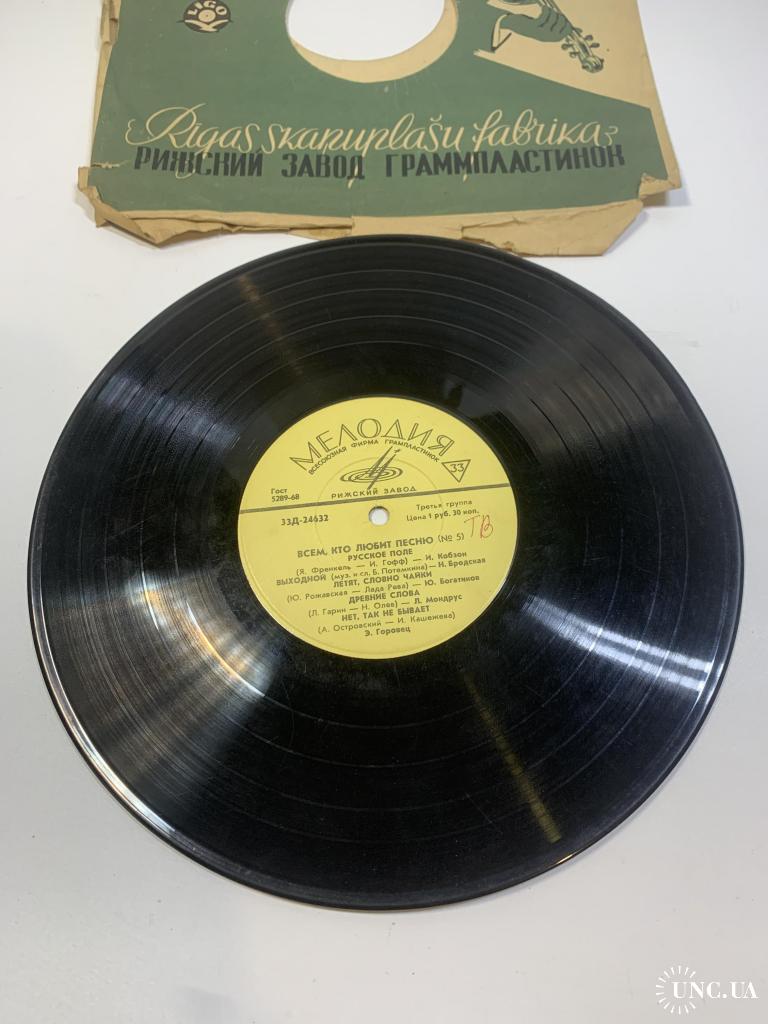 LIGO
Rīgas skaņuplašu fabrika
РИЖСКИЙ ЗАВОД ГРАММПЛАСТИНОК
МЕЛОДИЯ
ВСЕСОЮЗНАЯ ФИРМА ГРАМПЛАСТИНОК
33
РИЖСКИЙ ЗАВОД
Гост
5289-68
Третья группа
Цена 1 руб. 30 коп.
33Д-24632
ТВ
ВСЕМ, КТО ЛЮБИТ ПЕСНЮ (№ 5)
РУССКОЕ ПОЛЕ
(Я. Френкель — И. Гофф) — И. Кобзон
ВЫХОДНОЙ (муз. и сл. Б. Потемкина) — Н. Бродская
ЛЕТЯТ, СЛОВНО ЧАЙКИ
(Ю. Рожавская — Лада Рева) — Ю. Богатиков
ДРЕВНИЕ СЛОВА
(Л. Гарин — Н. Олев) — Л. Мондрус
НЕТ, ТАК НЕ БЫВАЕТ
(А. Островский — И. Кашежева)
Э. Горовец
UNC.UA